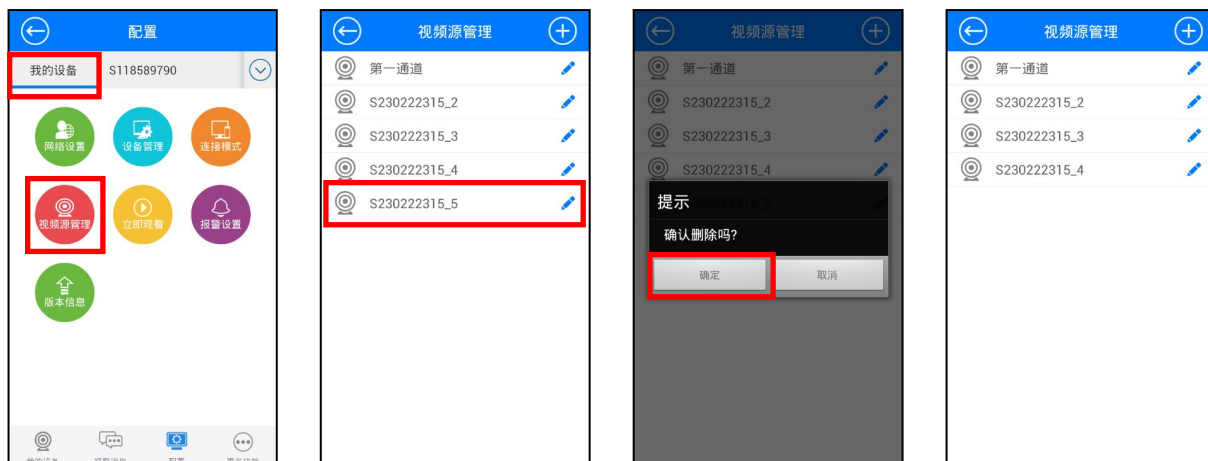 配置
我的设备 S118589790
网络设置 设备管理 连接模式
视频源管理 立即观看 报警设置
版本信息
视频源管理
第一通道
S230222315_2
S230222315_3
S230222315_4
S230222315_5
视频源管理
第一通道
S230222315_2
S230222315_3
S230222315_4
提示
确认删除吗?
确定 取消
视频源管理
第一通道
S230222315_2
S230222315_3
S230222315_4